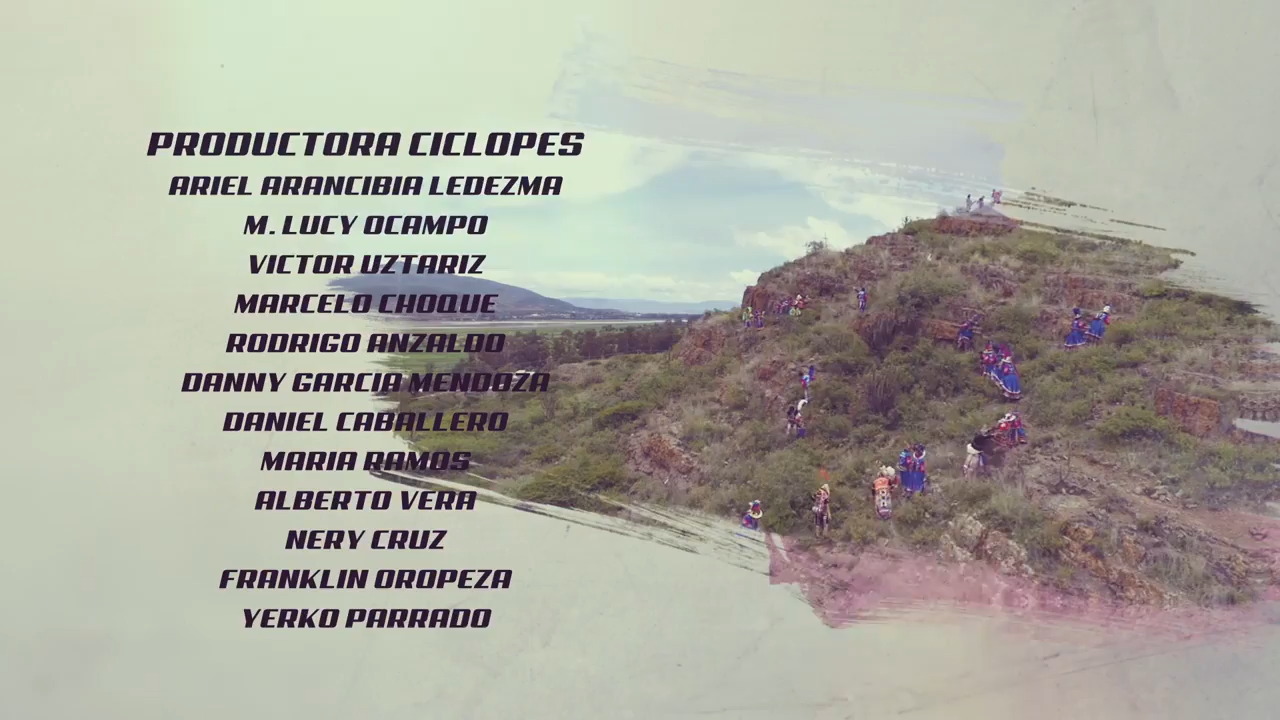 PRODUCTORA CICLOPES
ARIEL ARANCIBIA LEDEZMA
M. LUCY OCAMPO
VICTOR UZTARIZ
MARCELO CHOQUE
RODRIGO ANZALDO
DANNY GARCIA MENDOZA
DANIEL CABALLERO
MARIA RAMOS
ALBERTO VERA
NERY CRUZ
FRANKLIN OROPEZA
YERKO PARRADO